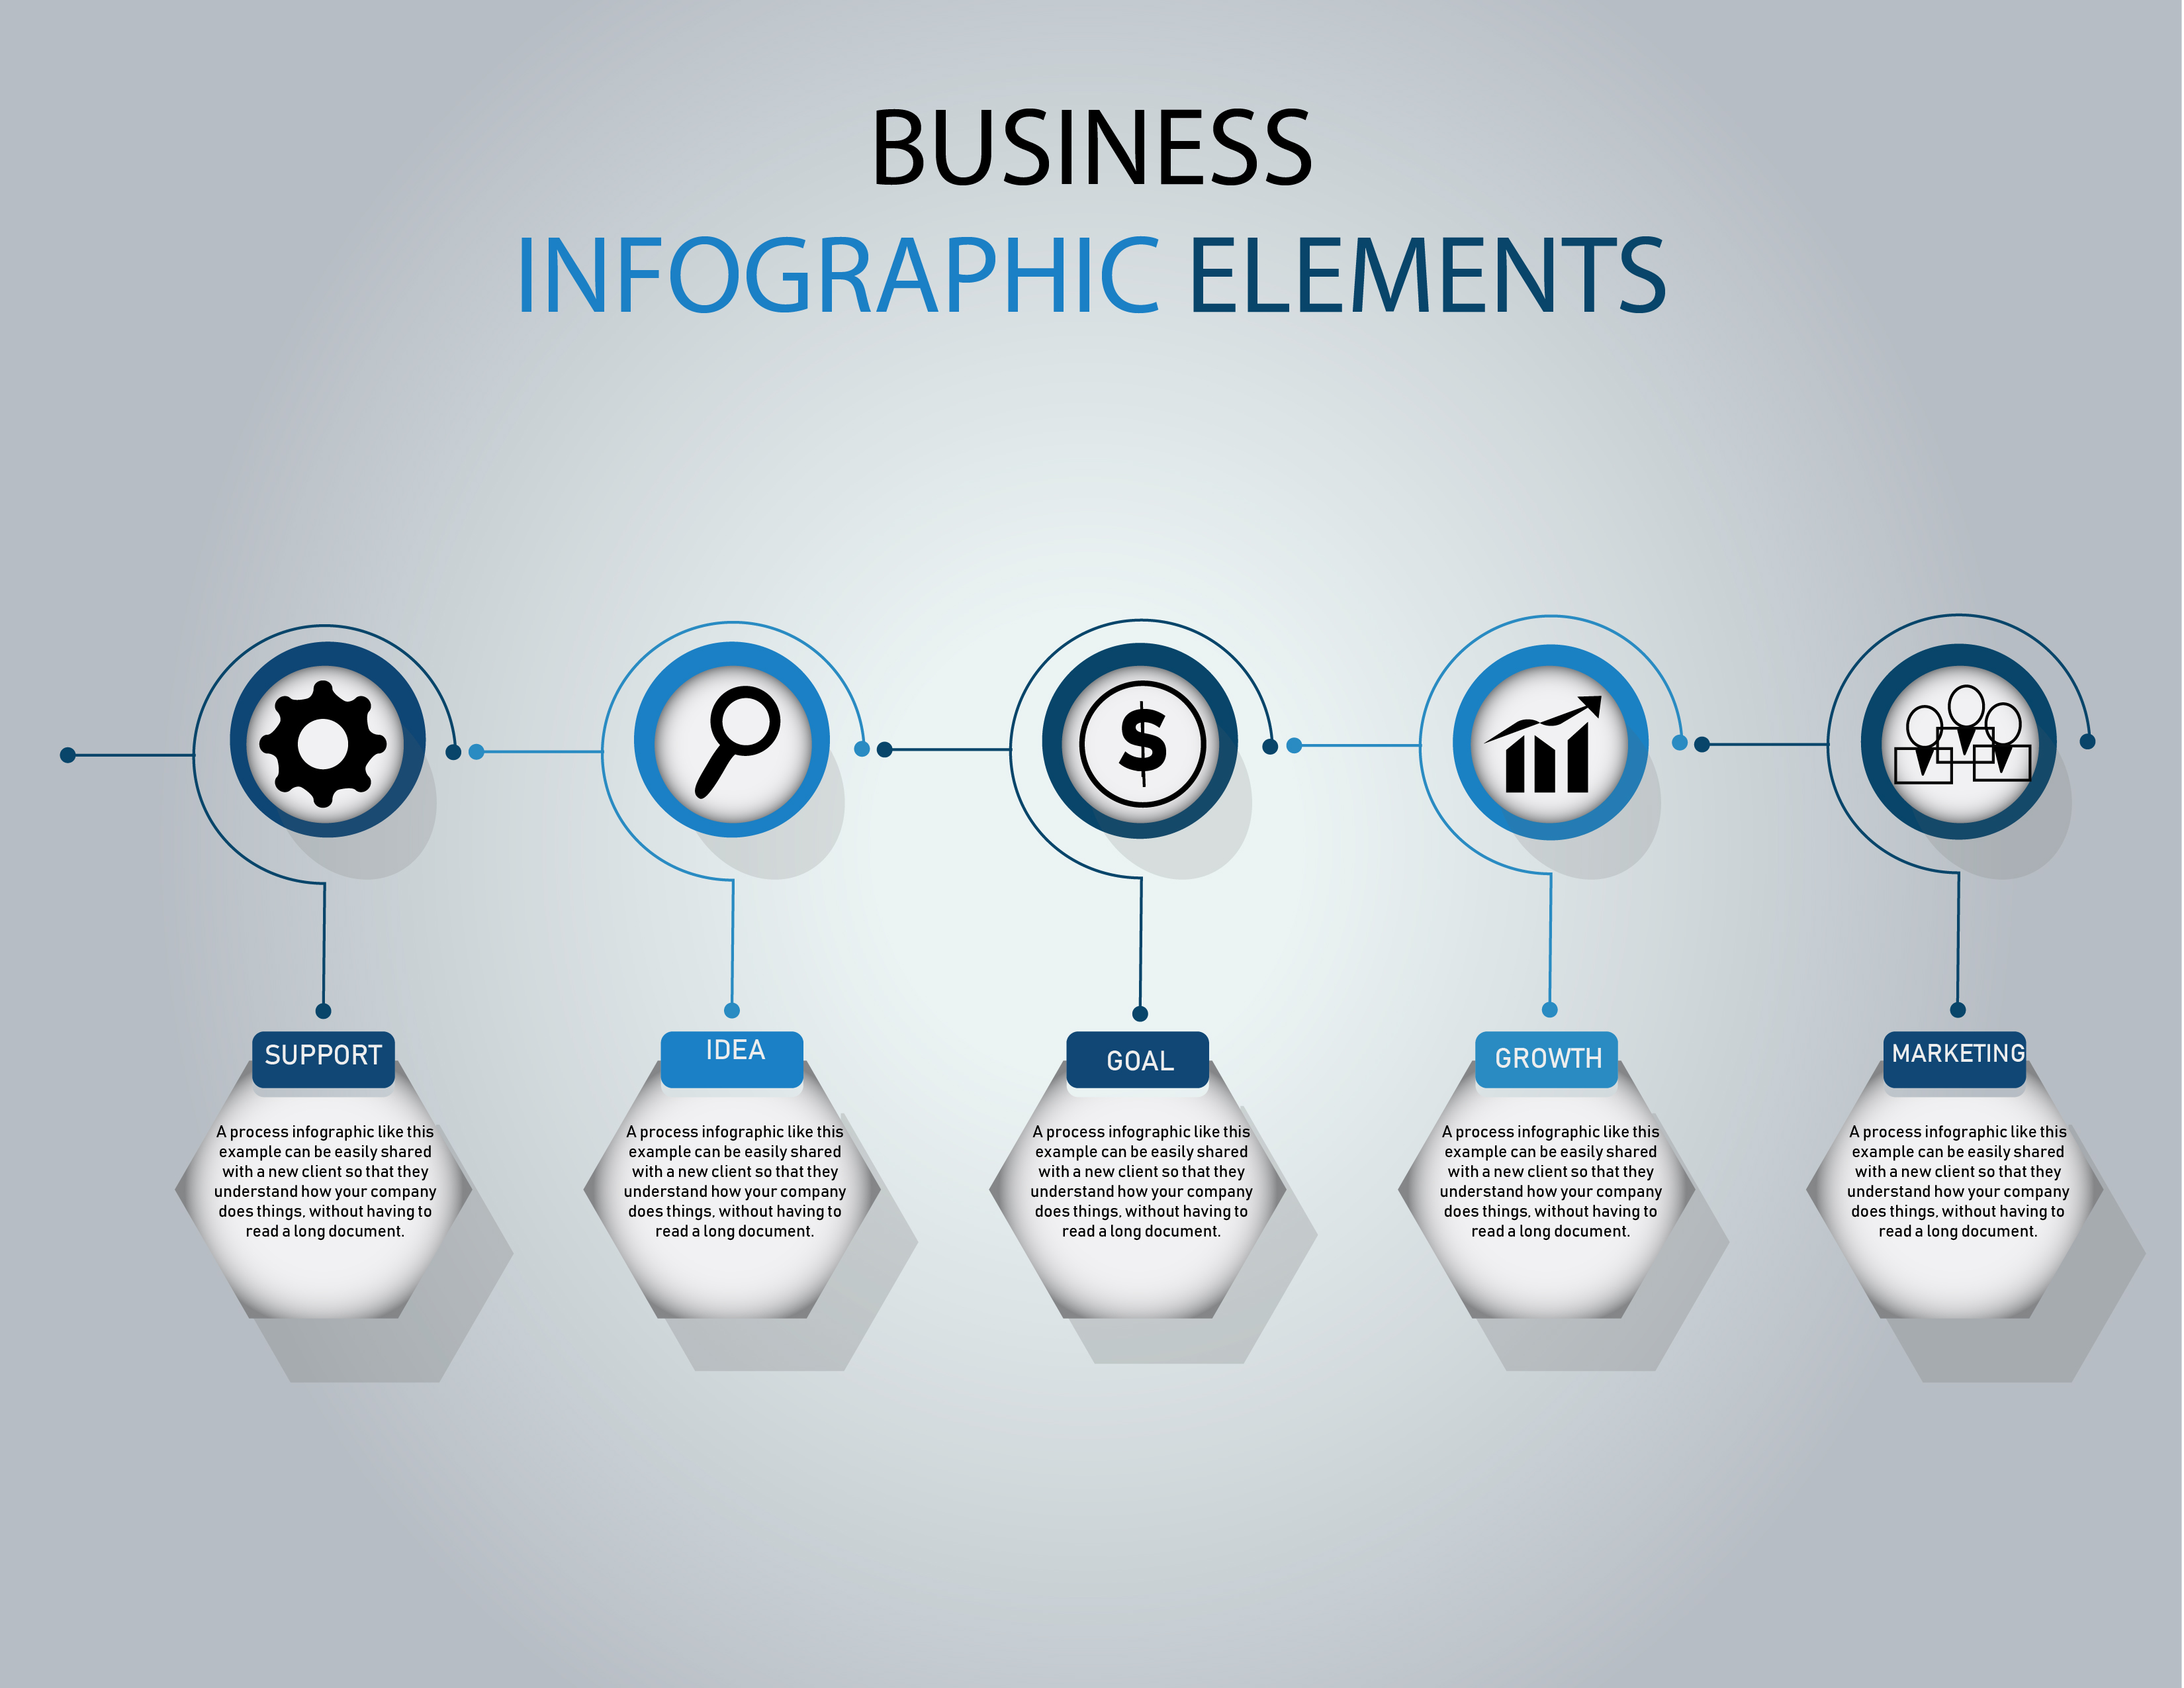 BUSINESS
INFOGRAPHIC ELEMENTS
$
SUPPORT
A process infographic like this
example can be easily shared
with a new client so that they
understand how your company
does things, without having to
read a long document.
IDEA
A process infographic like this
example can be easily shared
with a new client so that they
understand how your company
does things, without having to
read a long document.
GOAL
A process infographic like this
example can be easily shared
with a new client so that they
understand how your company
does things, without having to
read a long document.
GROWTH
A process infographic like this
example can be easily shared
with a new client so that they
understand how your company
does things, without having to
read a long document.
MARKETING
A process infographic like this
example can be easily shared
with a new client so that they
understand how your company
does things, without having to
read a long document.